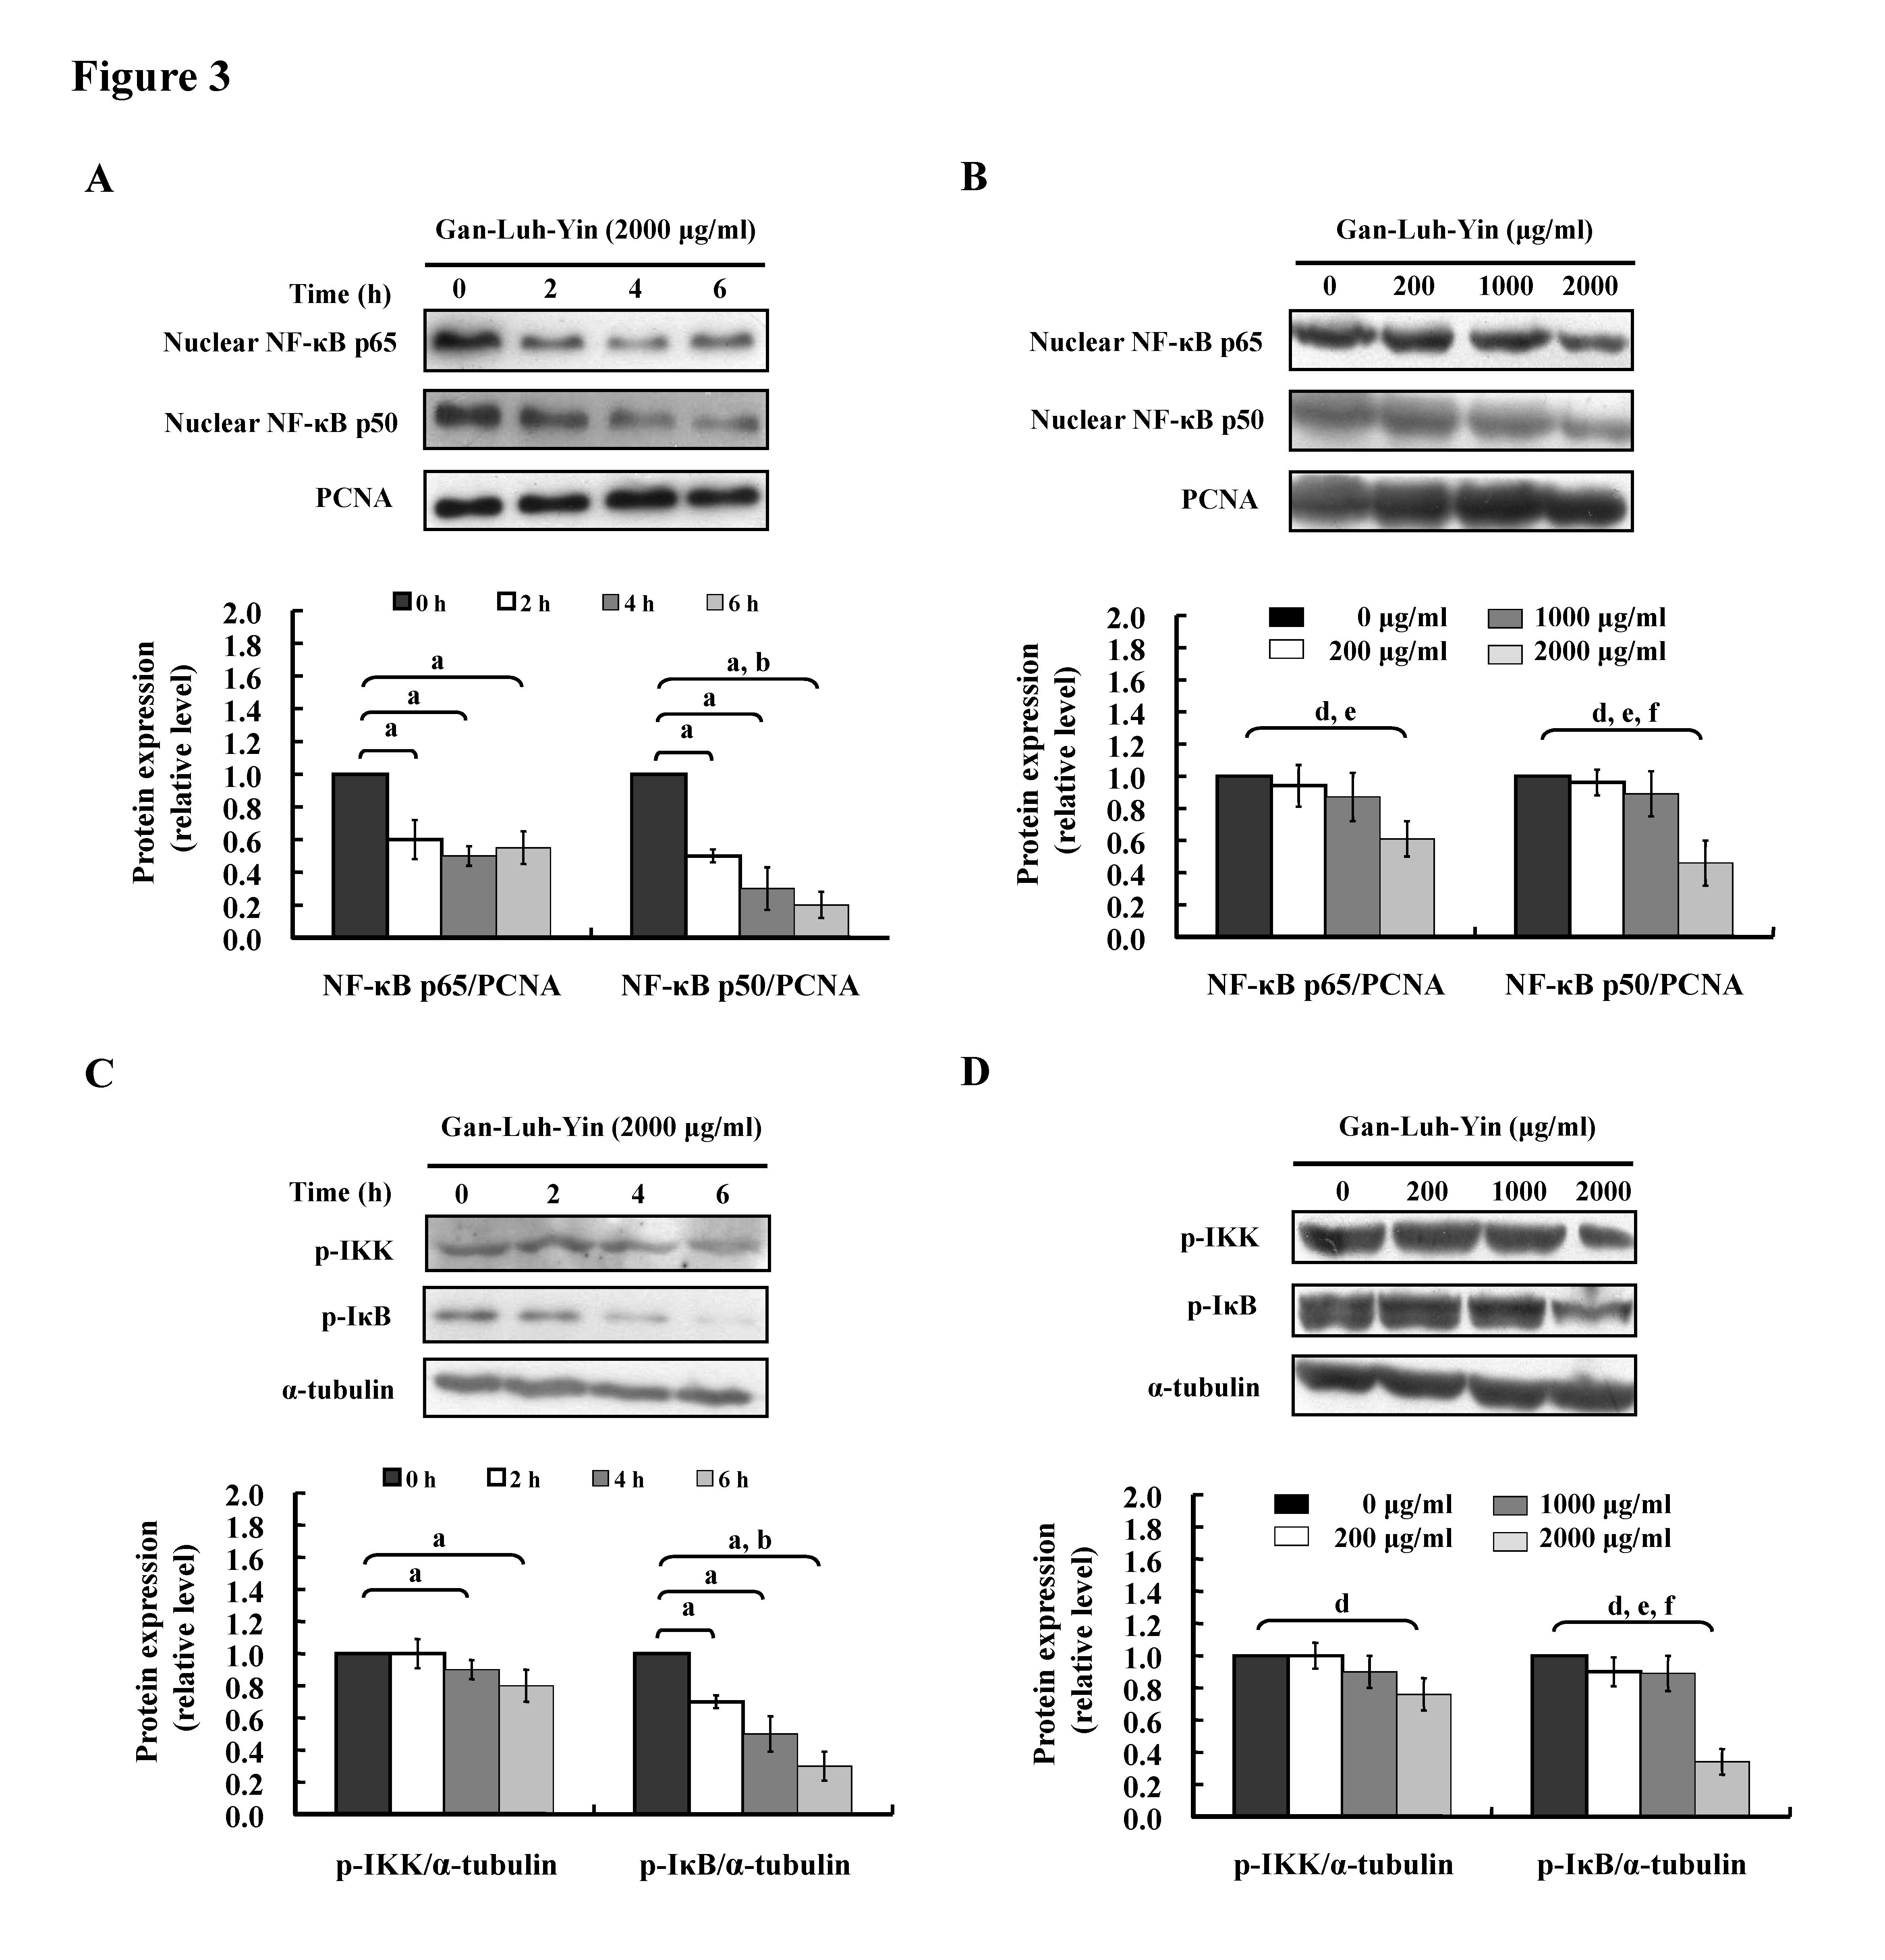 Figure 3
A
Gan-Luh-Yin (2000 μg/ml)
Time (h) 0 2 4 6
Nuclear NF-κB p65
Nuclear NF-κB p50
PCNA
0 h 2 h 4 h 6 h
Protein expression
(relative level)
2.0
1.8
1.6
1.4
1.2
1.0
0.8
0.6
0.4
0.2
0.0
a
a
a
a, b
a
a
NF-κB p65/PCNA NF-κB p50/PCNA
B
Gan-Luh-Yin (μg/ml)
0 200 1000 2000
Nuclear NF-κB p65
Nuclear NF-κB p50
PCNA
0 μg/ml 1000 μg/ml
200 μg/ml 2000 μg/ml
Protein expression
(relative level)
2.0
1.8
1.6
1.4
1.2
1.0
0.8
0.6
0.4
0.2
0.0
d, e d, e, f
NF-κB p65/PCNA NF-κB p50/PCNA
C
Gan-Luh-Yin (2000 μg/ml)
Time (h) 0 2 4 6
p-IKK
p-IκB
α-tubulin
0 h 2 h 4 h 6 h
Protein expression
(relative level)
2.0
1.8
1.6
1.4
1.2
1.0
0.8
0.6
0.4
0.2
0.0
a
a
a, b
a
a
p-IKK/α-tubulin p-IκB/α-tubulin
D
Gan-Luh-Yin (μg/ml)
0 200 1000 2000
p-IKK
p-IκB
α-tubulin
0 μg/ml 1000 μg/ml
200 μg/ml 2000 μg/ml
Protein expression
(relative level)
2.0
1.8
1.6
1.4
1.2
1.0
0.8
0.6
0.4
0.2
0.0
d d, e, f
p-IKK/α-tubulin p-IκB/α-tubulin